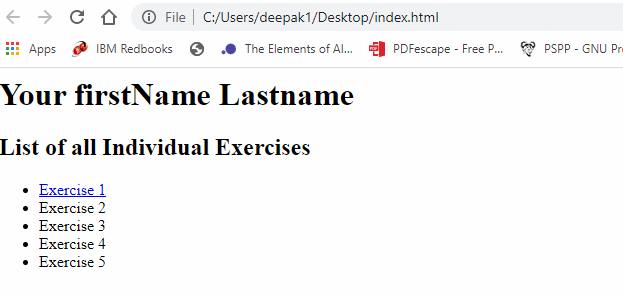 File | C:/Users/deepak1/Desktop/index.html
Apps IBM Redbooks The Elements of Al... PDFescape - Free P... PSPP - GNU Pr
Your firstName Lastname
List of all Individual Exercises
• Exercise 1
• Exercise 2
• Exercise 3
• Exercise 4
• Exercise 5